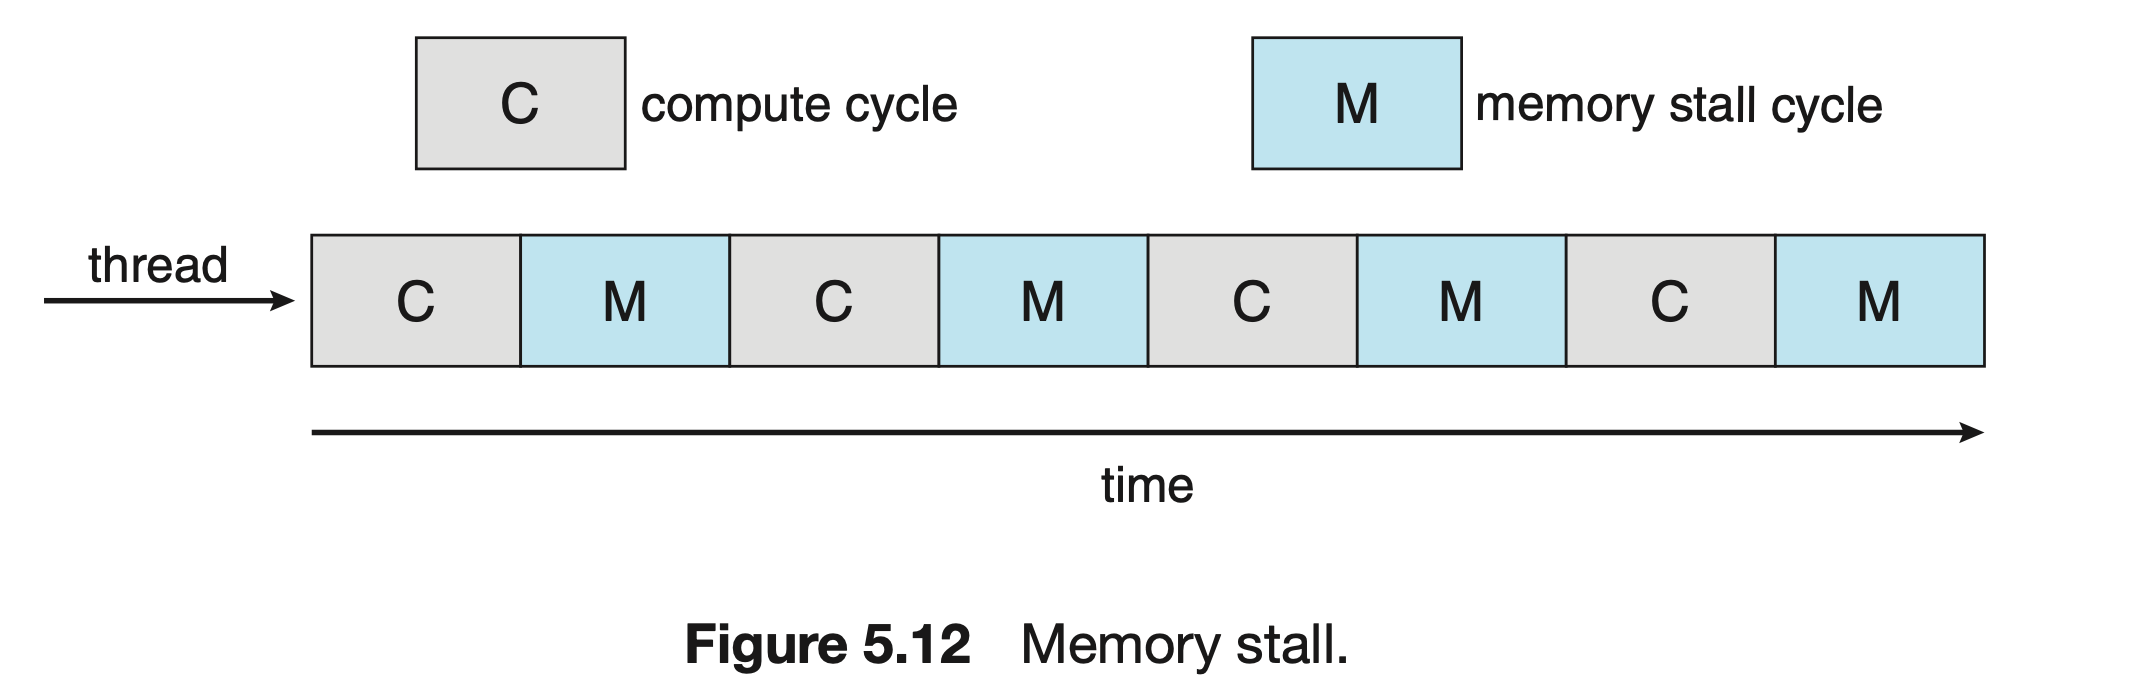 C compute cycle M memory stall cycle
thread C M C M C M C M
time
Figure 5.12 Memory stall.